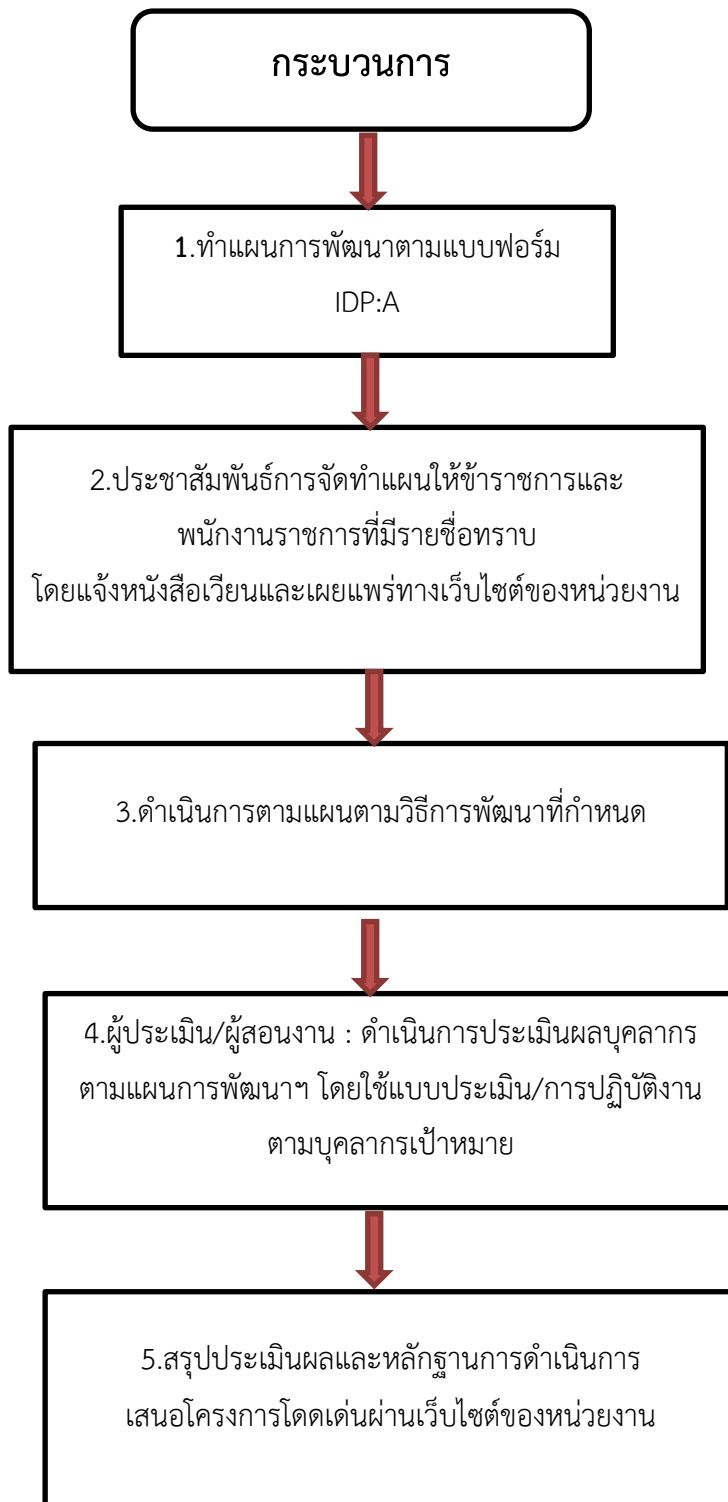 กระบวนการ
1.ทำแผนการพัฒนาตามแบบฟอร์ม
IDP:A
2.ประชาสัมพันธ์การจัดทำแผนให้ข้าราชการและ
พนักงานราชการที่มีรายชื่อทราบ
โดยแจ้งหนังสือเวียนและเผยแพร่ทางเว็บไซต์ของหน่วยงาน
3.ดำเนินการตามแผนตามวิธีการพัฒนาที่กำหนด
4.ผู้ประเมิน/ผู้สอนงาน : ดำเนินการประเมินผลบุคลากร
ตามแผนการพัฒนาฯ โดยใช้แบบประเมิน/การปฏิบัติงาน
ตามบุคลากรเป้าหมาย
5.สรุปประเมินผลและหลักฐานการดำเนินการ
เสนอโครงการโดดเด่นผ่านเว็บไซต์ของหน่วยงาน